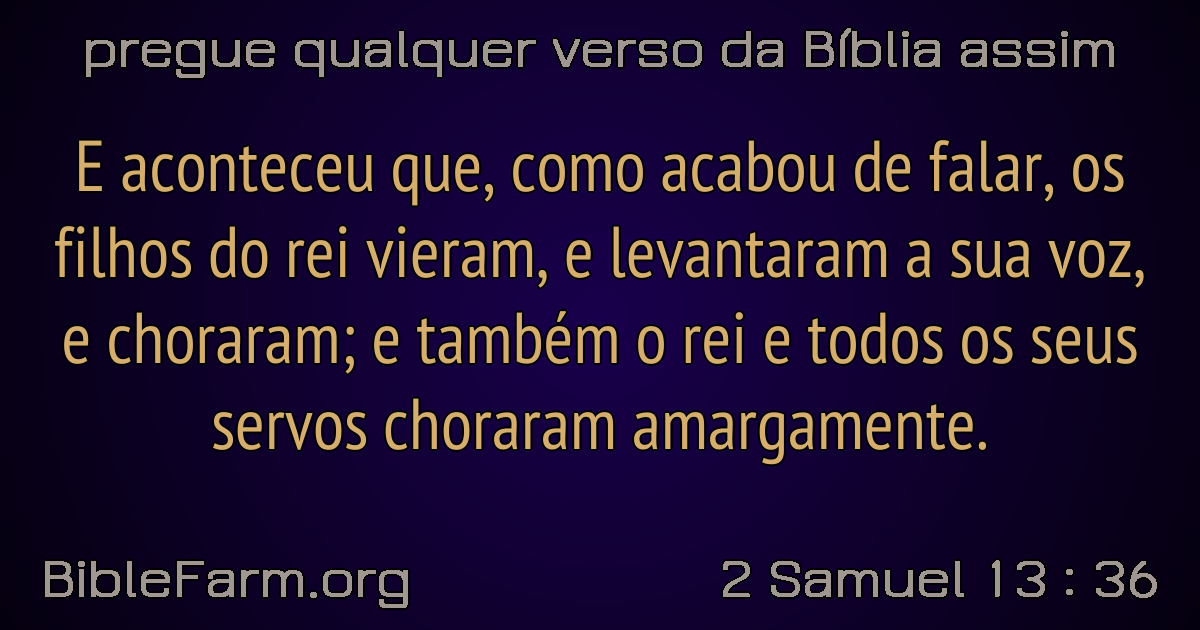 pregue qualquer verso da Bíblia assim
E aconteceu que, como acabou de falar, os
filhos do rei vieram, e levantaram a sua voz,
e choraram; e também o rei e todos os seus
servos choraram amargamente.
BibleFarm.org
2 Samuel 13 : 36